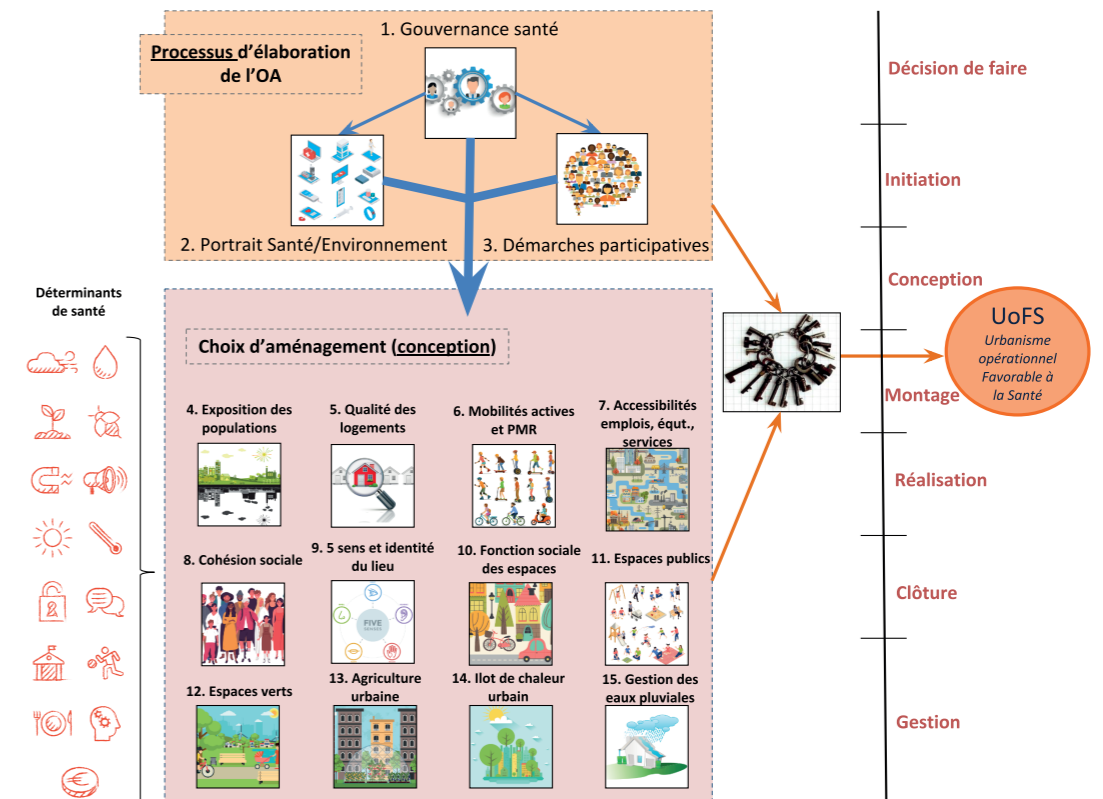 1. Gouvernance santé
Processus d’élaboration
de l’OA
2. Portrait Santé/Environnement
3. Démarches participatives
Déterminants
de santé
Choix d’aménagement (conception)
4. Exposition des
populations
5. Qualité des
logements
6. Mobilités actives
et PMR
7. Accessibilités
emplois, équt.,
services
8. Cohésion sociale
9. 5 sens et identité
du lieu
FIVE
10. Fonction sociale
des espaces
11. Espaces publics
12. Espaces verts
13. Agriculture
urbaine
14. Ilot de chaleur
urbain
15. Gestion des
eaux pluviales
Décision de faire
Initiation
Conception
Montage
Réalisation
Clôture
Gestion
UoFS
Urbanisme
opérationnel
Favorable à
la Santé
€